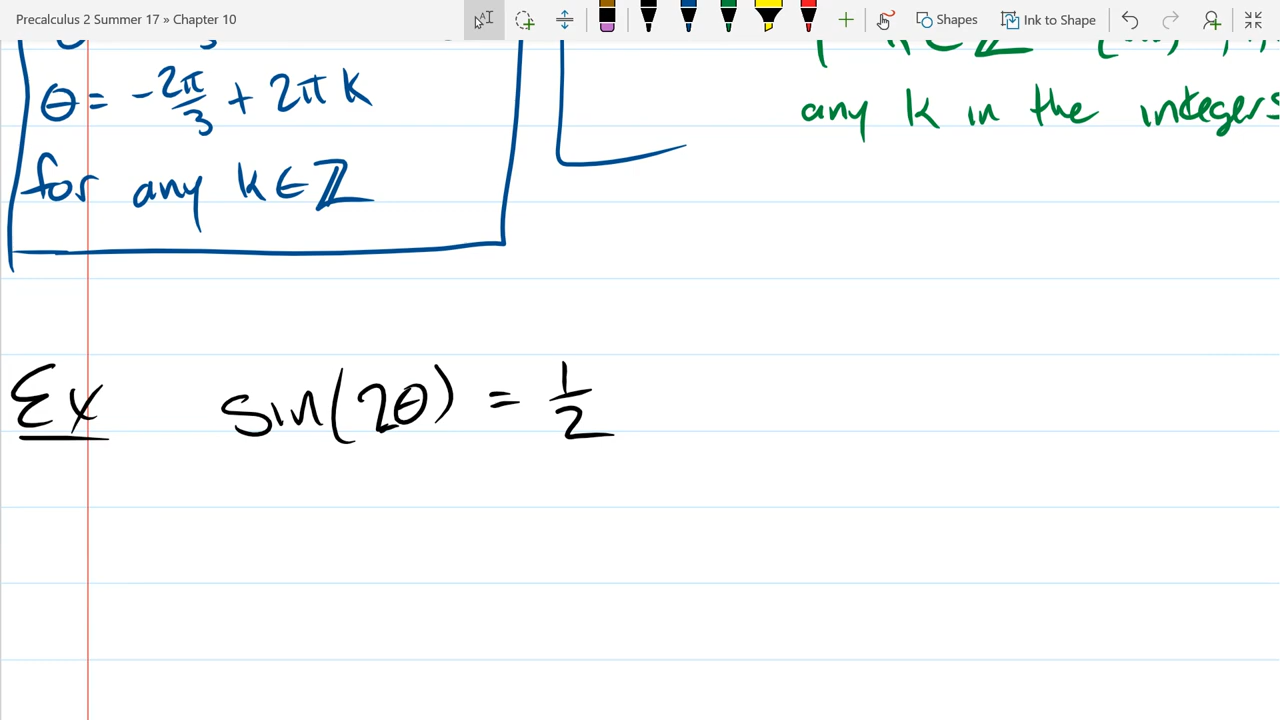 Precalculus 2 Summer 17 » Chapter 10
Shapes
Ink to Shape
θ = -2π/3 + 2πk
for any k ∈ ℤ
any k in the integers
Ex sin(2θ) = 1/2